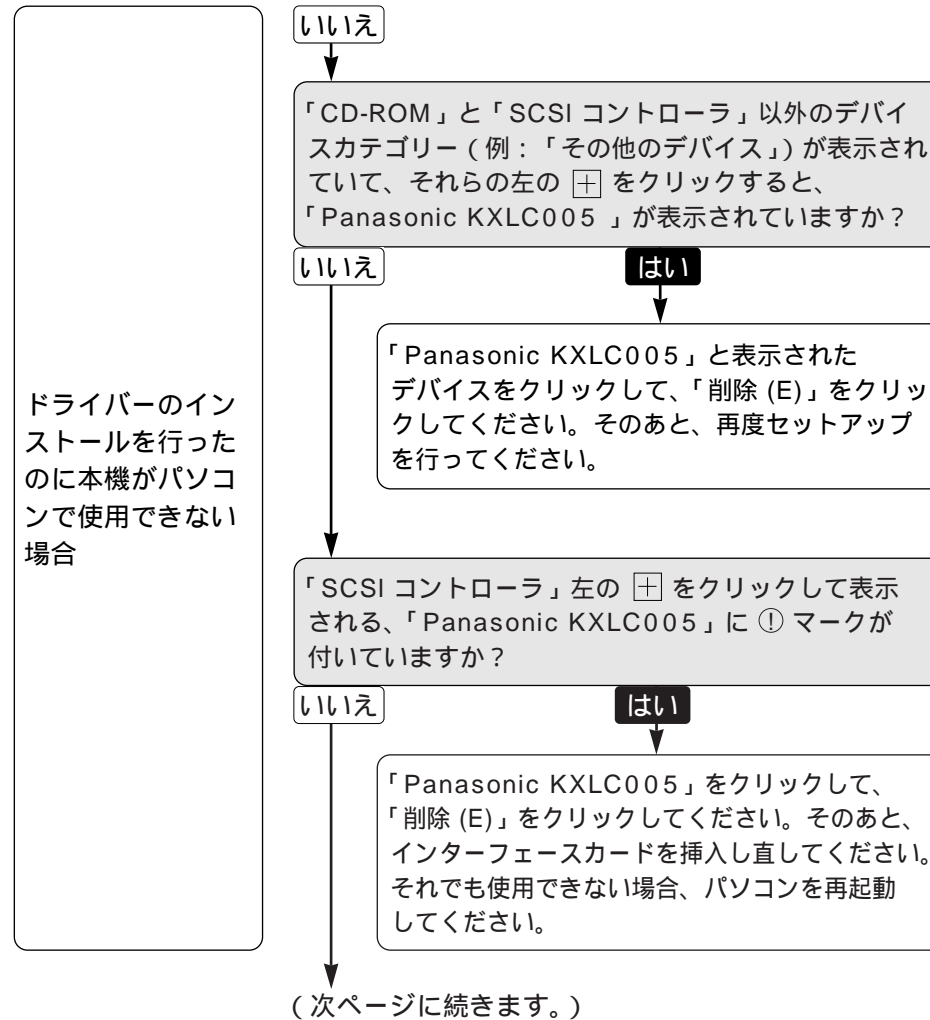 ドライバーのイン
ストールを行った
のに本機がパソコ
ンで使用できない
場合
いいえ
「CD-ROM」と「SCSI コントローラ」以外のデバイ
スカテゴリー(例:「その他のデバイス」)が表示され
ていて、それらの左の ＋ をクリックすると、
「Panasonic KXLC005 」が表示されていますか？
いいえ
はい
「Panasonic KXLC005」と表示された
デバイスをクリックして、「削除 (E)」をクリッ
クしてください。そのあと、再度セットアップ
を行ってください。
「SCSI コントローラ」左の ＋ をクリックして表示
される、「Panasonic KXLC005」に ! マークが
付いていますか？
いいえ
はい
「Panasonic KXLC005」をクリックして、
「削除 (E)」をクリックしてください。そのあと、
インターフェースカードを挿入し直してください。
それでも使用できない場合、パソコンを再起動
してください。
(次ページに続きます。)